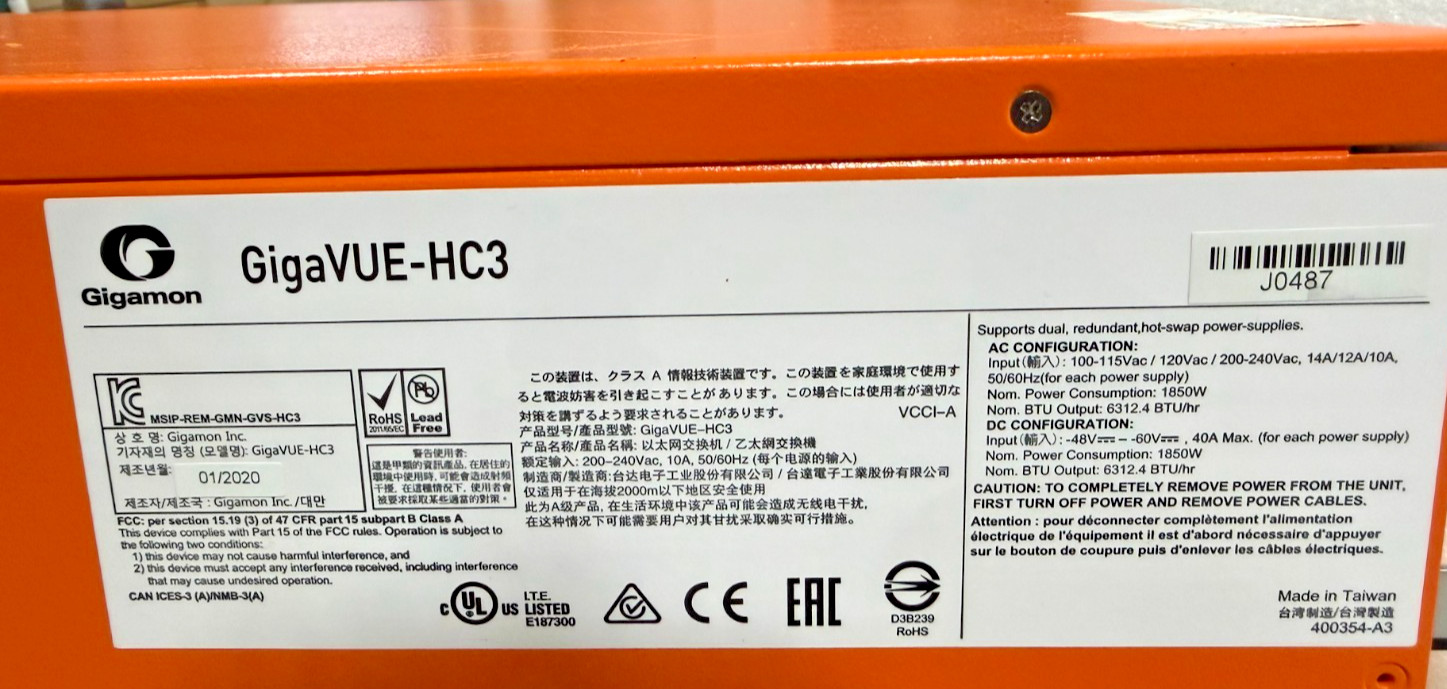 Gigamon
GigaVUE-HC3
J0487
MSIP-REM-GMN-GVS-HC3
상 호 명: Gigamon Inc.
기자재의 명칭 (모델명): GigaVUE-HC3
제조년월: 01/2020
제조자/제조국 : Gigamon Inc./대만
RoHS
2011/65/EC
Pb
Lead
Free
警告使用者:
這是甲類的資訊產品, 在居住的
環境中使用時, 可能會造成射頻
干擾, 在這種情況下, 使用者會
被要求採取某些適當的對策。
FCC: per section 15.19 (3) of 47 CFR part 15 subpart B Class A
This device complies with Part 15 of the FCC rules. Operation is subject to
the following two conditions:
1) this device may not cause harmful interference, and
2) this device must accept any interference received, including interference
that may cause undesired operation.
CAN ICES-3 (A)/NMB-3(A)
この装置は、クラス A 情報技術装置です。この装置を家庭環境で使用す
ると電波妨害を引き起こすことが あります。この場合には使用者が適切な
対策を講ずるよう要求されることがあります。 VCCI-A
产品型号/產品型號: GigaVUE-HC3
产品名称/產品名稱: 以太网交换机 / 乙太網交換機
额定输入: 200-240Vac, 10A, 50/60Hz (每个电源的输入)
制造商/製造商:台达电子工业股份有限公司 / 台達電子工業股份有限公司
仅适用于在海拔2000m以下地区安全使用
此为A级产品, 在生活环境中该产品可能会造成无线电干扰,
在这种情况下可能需要用户对其甘扰采取确实可行措施。
C UL US
I.T.E.
LISTED
E187300
CE
EAC
D3B239
RoHS
Supports dual, redundant,hot-swap power-supplies.
AC CONFIGURATION:
Input(輸入): 100-115Vac / 120Vac / 200-240Vac, 14A/12A/10A,
50/60Hz(for each power supply)
Nom. Power Consumption: 1850W
Nom. BTU Output: 6312.4 BTU/hr
DC CONFIGURATION:
Input(輸入): -48V⎓ – -60V⎓ , 40A Max. (for each power supply)
Nom. Power Consumption: 1850W
Nom. BTU Output: 6312.4 BTU/hr
CAUTION: TO COMPLETELY REMOVE POWER FROM THE UNIT,
FIRST TURN OFF POWER AND REMOVE POWER CABLES.
Attention : pour déconnecter complètement l'alimentation
électrique de l'équipement il est d'abord nécessaire d'appuyer
sur le bouton de coupure puis d'enlever les câbles électriques.
Made in Taiwan
台湾制造/台灣製造
400354-A3